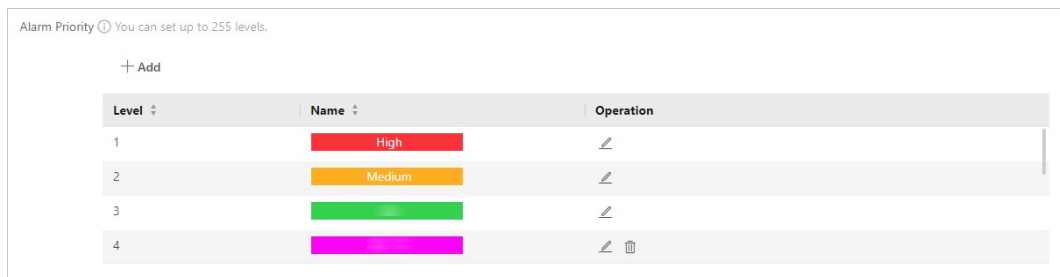 Alarm Priority You can set up to 255 levels.
Add
Level Name Operation
1 High
2 Medium
3
4